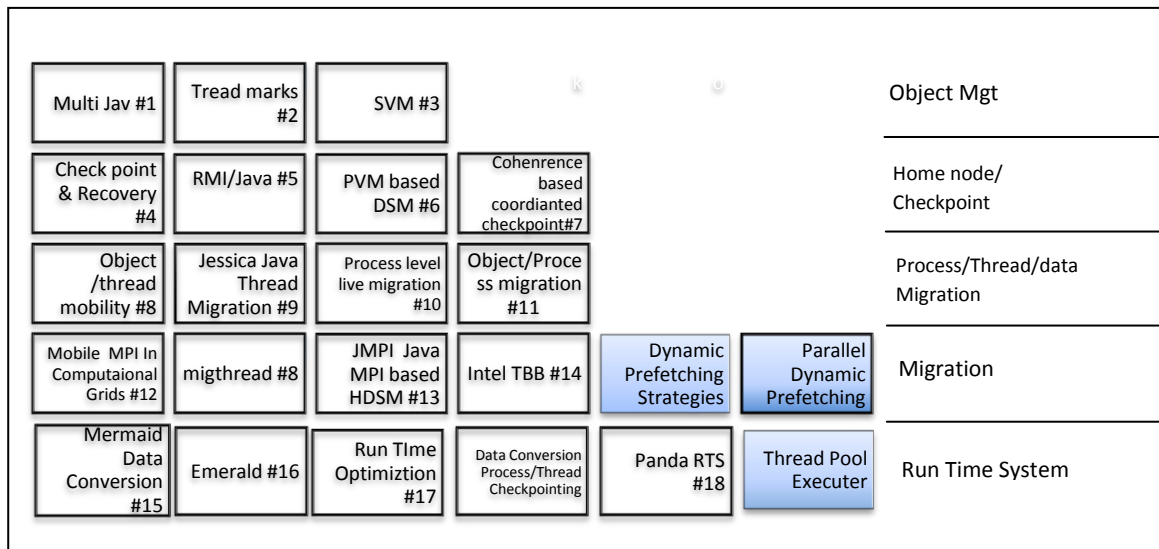 Multi Jav #1
Tread marks
#2
SVM #3
k
o
Object Mgt
Check point
& Recovery
#4
RMI/Java #5
PVM based
DSM #6
Cohenrence
based
coordianted
checkpoint#7
Home node/
Checkpoint
Object
/thread
mobility #8
Jessica Java
Thread
Migration #9
Process level
live migration
#10
Object/Proce
ss migration
#11
Process/Thread/data
Migration
Mobile MPI In
Computaional
Grids #12
migthread #8
JMPI Java
MPI based
HDSM #13
Intel TBB #14
Dynamic
Prefetching
Strategies
Parallel
Dynamic
Prefetching
Migration
Mermaid
Data
Conversion
#15
Emerald #16
Run TIme
Optimiztion
#17
Data Conversion
Process/Thread
Checkpointing
Panda RTS
#18
Thread Pool
Executer
Run Time System